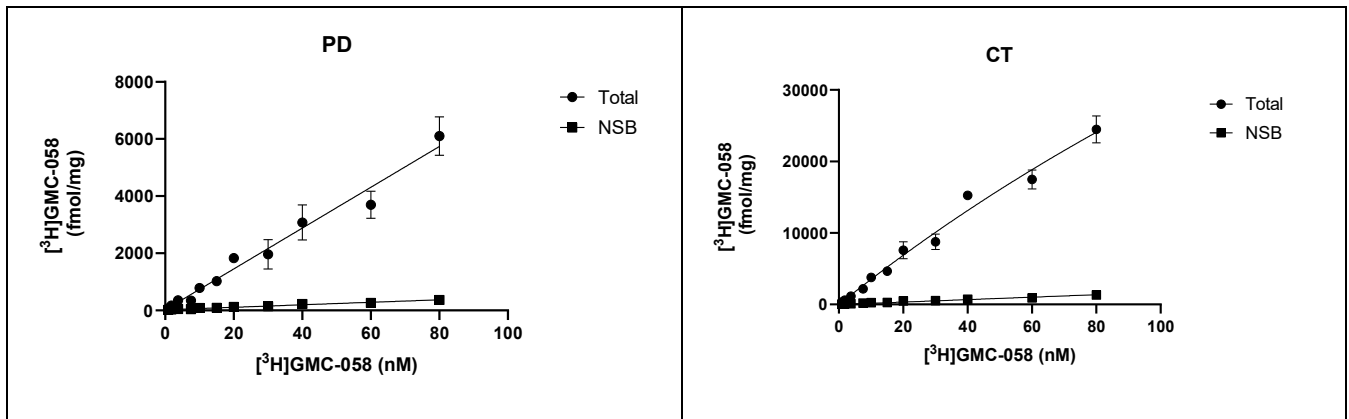 PD
8000
6000
4000
2000
0
0 20 40 60 80 100
[³H]GMC-058
(fmol/mg)
[³H]GMC-058 (nM)
Total
NSB
CT
30000
20000
10000
0
0 20 40 60 80 100
[³H]GMC-058
(fmol/mg)
[³H]GMC-058 (nM)
Total
NSB